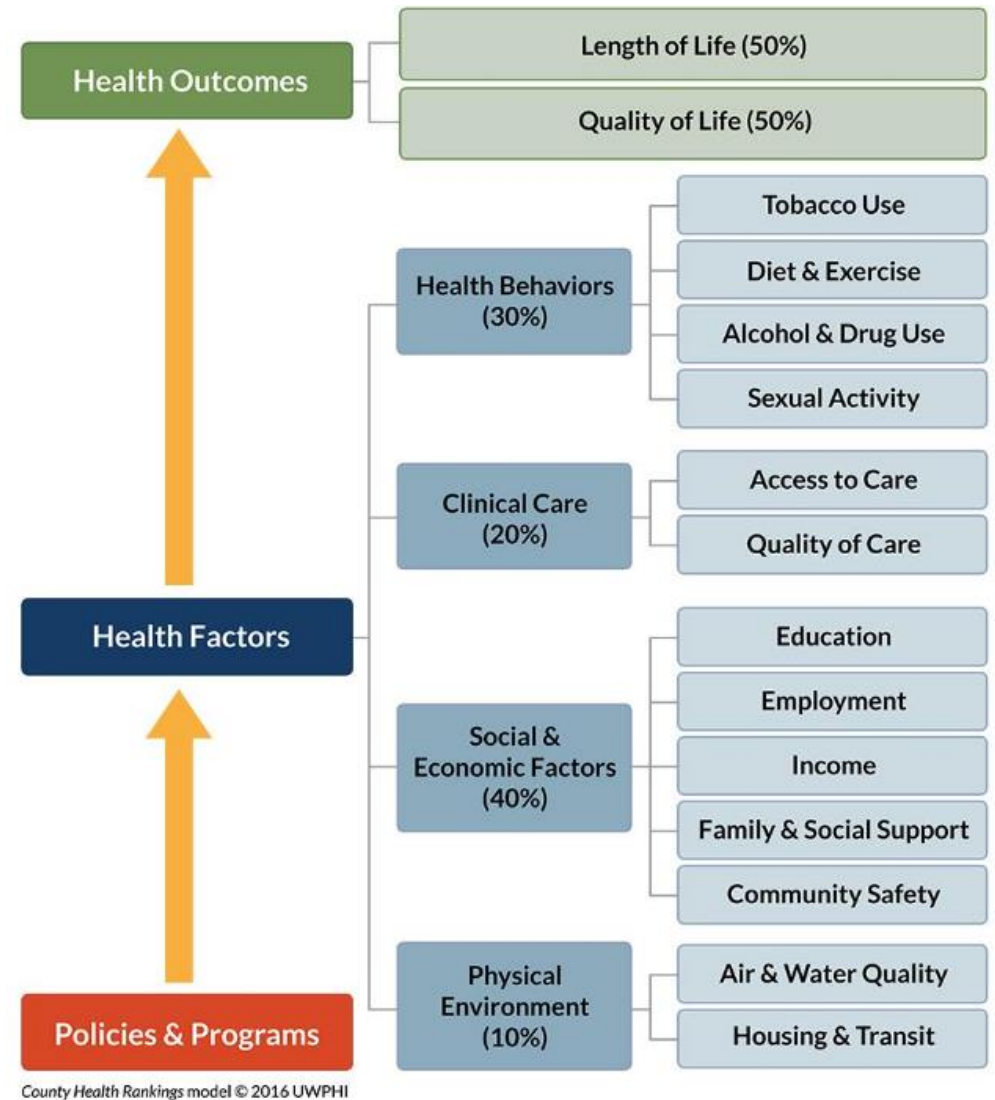 Health Outcomes
Length of Life (50%)
Quality of Life (50%)
Health Behaviors
(30%)
Tobacco Use
Diet & Exercise
Alcohol & Drug Use
Sexual Activity
Clinical Care
(20%)
Access to Care
Quality of Care
Health Factors
Social &
Economic Factors
(40%)
Education
Employment
Income
Family & Social Support
Community Safety
Physical
Environment
(10%)
Air & Water Quality
Housing & Transit
Policies & Programs
County Health Rankings model © 2016 UWPHI